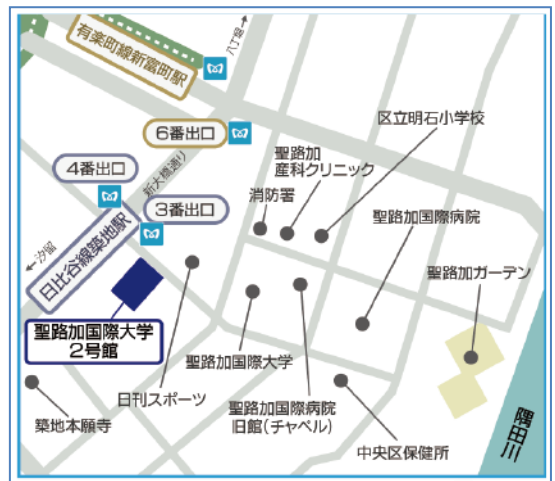 有楽町線新富町駅
八丁堀→
6番出口
新大橋通り
4番出口
3番出口
←汐留
日比谷線築地駅
区立明石小学校
聖路加
産科クリニック
消防署
聖路加国際病院
聖路加ガーデン
聖路加国際大学
2号館
聖路加国際大学
日刊スポーツ
聖路加国際病院
旧館(チャペル)
築地本願寺
中央区保健所
隅田川